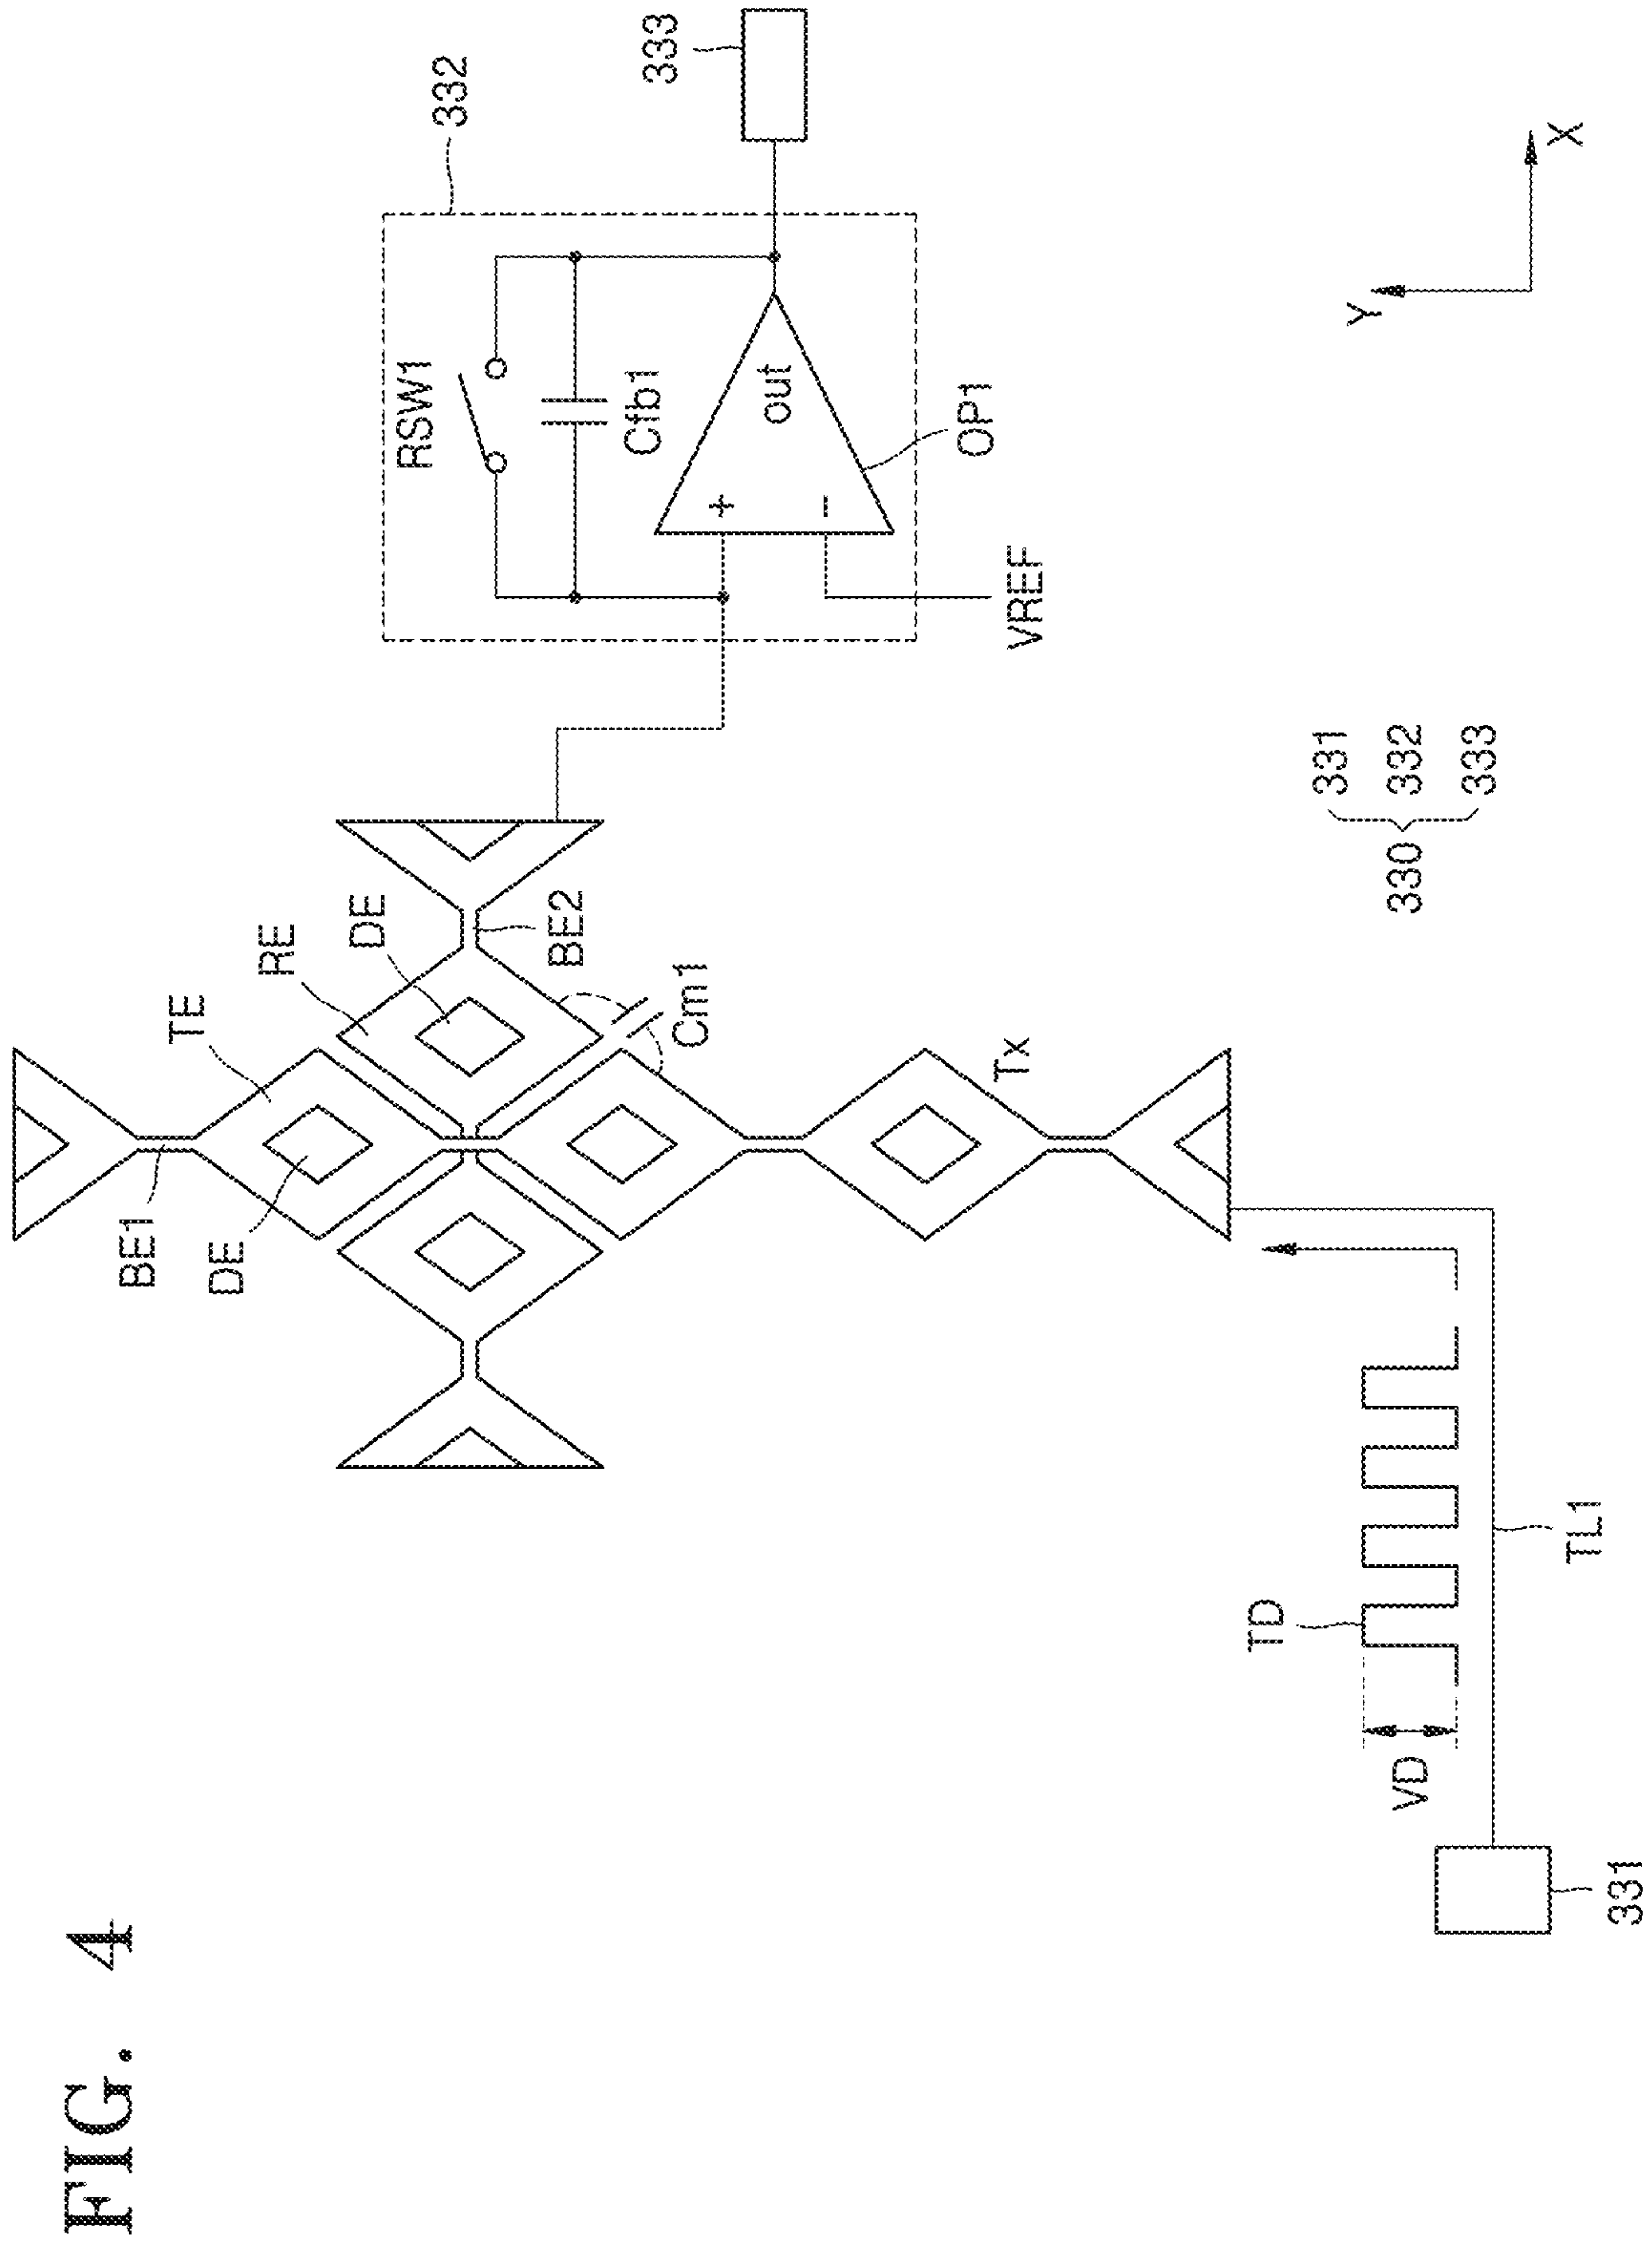 FIG. 4
BE1
TE
DE
RE
DE
BE2
Cm1
Tx
332
333
RSW1
Cfb1
+
−
out
OP1
VREF
TD
VD
TL1
331
330
331
332
333
Y
X